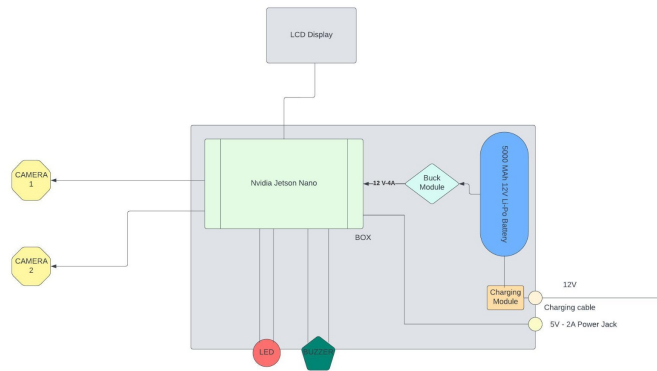 LCD Display
CAMERA
1
Nvidia Jetson Nano
12 V-4A
Buck
Module
5000 MAh 12V Li-Po Battery
CAMERA
2
BOX
Charging
Module
12V
Charging cable
5V - 2A Power Jack
LED
BUZZER